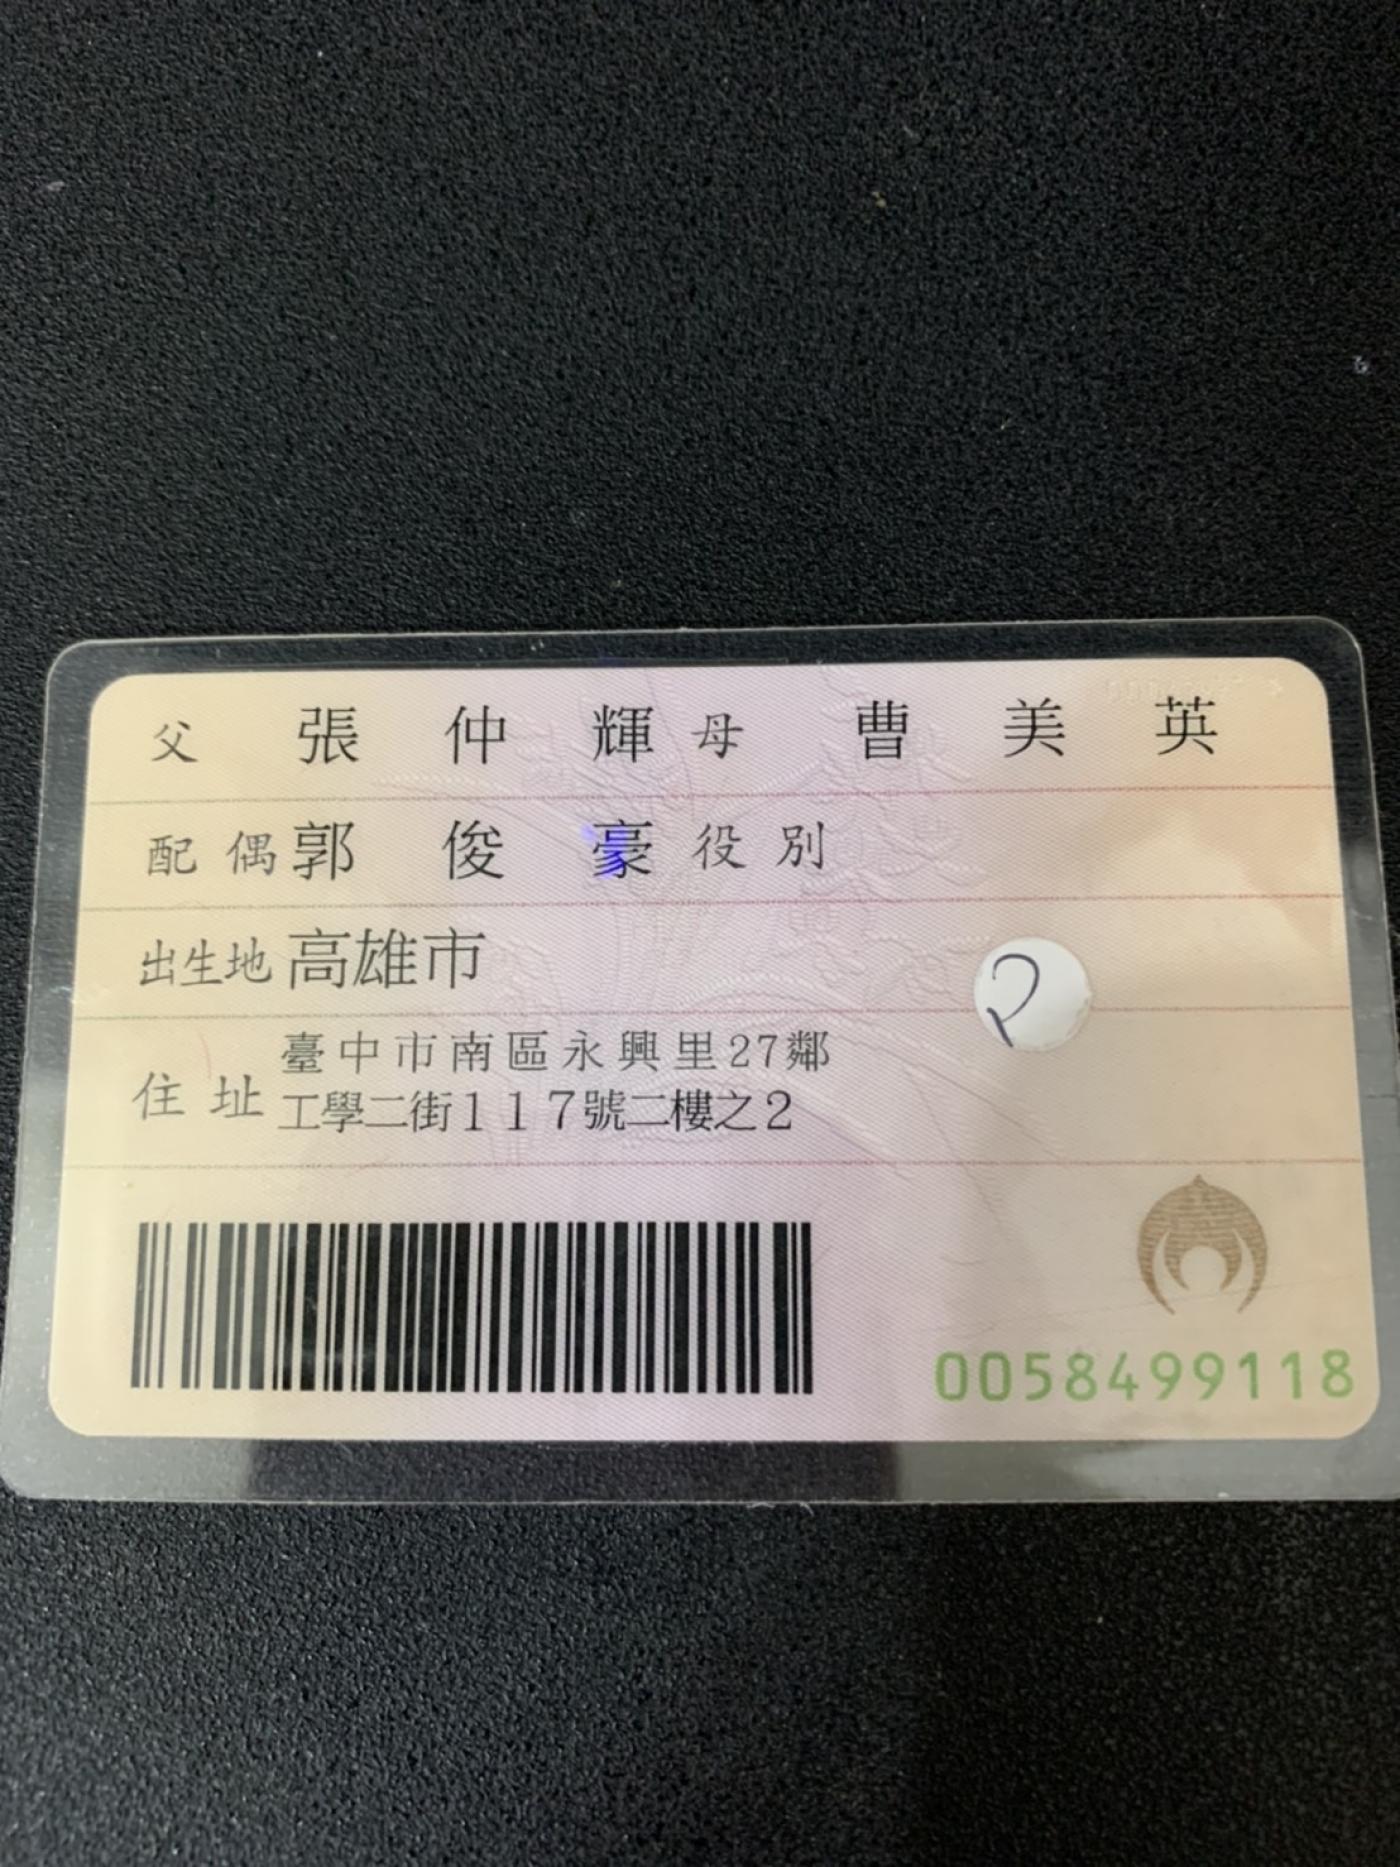 父 張仲輝 母 曹美英
配偶 郭俊豪 役別
出生地 高雄市
住址 臺中市南區永興里27鄰
工學二街117號二樓之2
2
0058499118